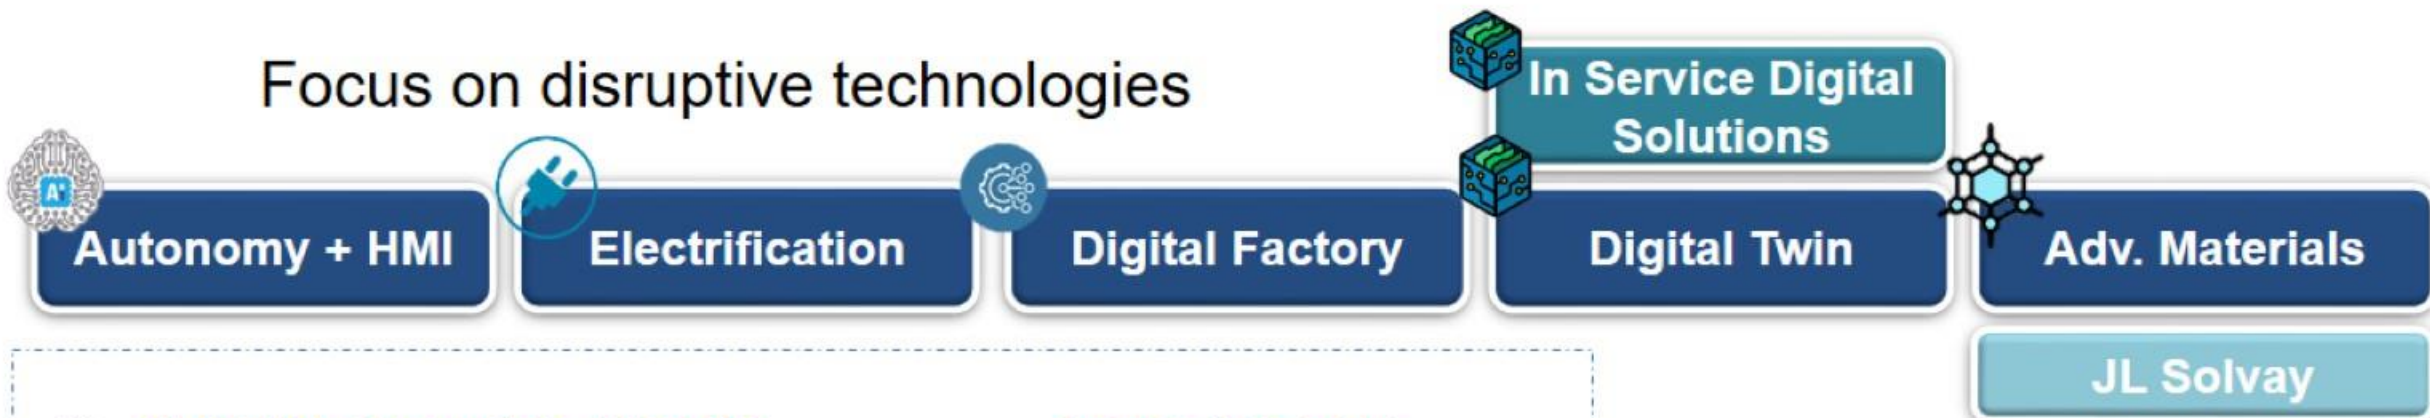 Focus on disruptive technologies
In Service Digital
Solutions
Autonomy + HMI
Electrification
Digital Factory
Digital Twin
Adv. Materials
JL Solvay